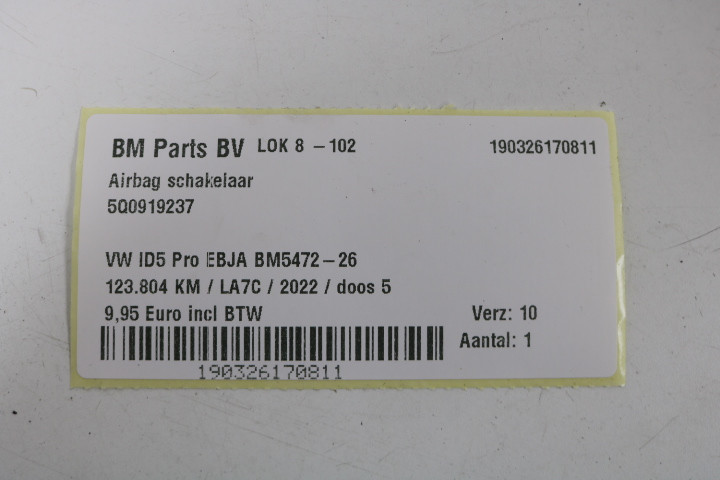 BM Parts BV LOK 8 - 102 190326170811
Airbag schakelaar
5Q0919237
VW ID5 Pro EBJA BM5472-26
123.804 KM / LA7C / 2022 / doos 5
9,95 Euro incl BTW Verz: 10
Aantal: 1
190326170811